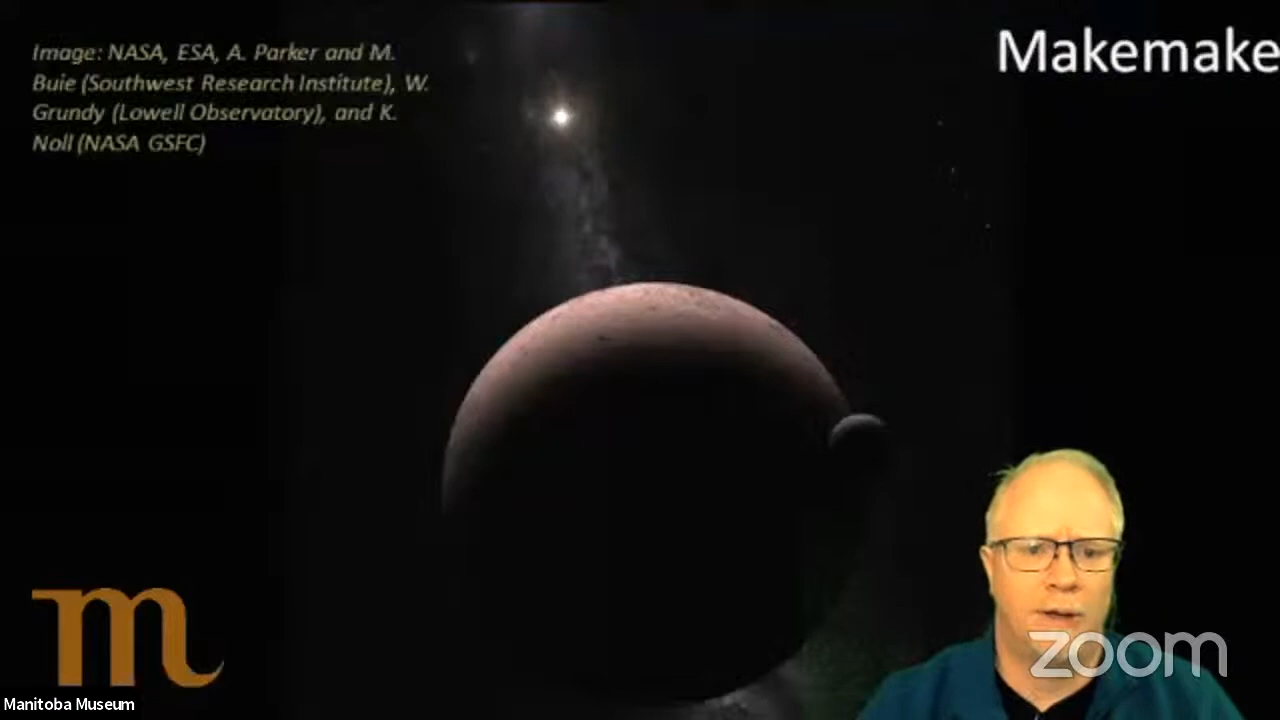 Image: NASA, ESA, A. Parker and M.
Buie (Southwest Research Institute), W.
Grundy (Lowell Observatory), and K.
Noll (NASA GSFC)
Makemake
m
zoom
Manitoba Museum